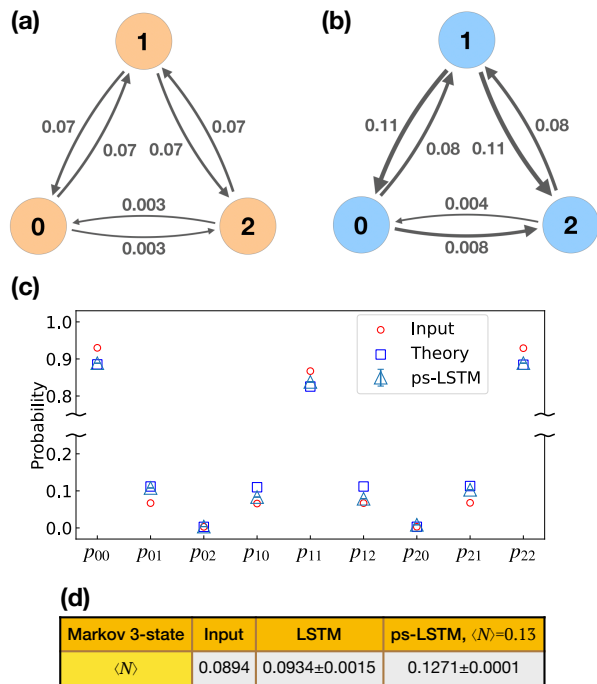 (a)
1
0.07
0.07
0.07
0.07
0
2
0.003
0.003
(b)
1
0.11
0.08
0.11
0.08
0
2
0.004
0.008
(c)
Probability
1.0
0.9
0.8
0.2
0.1
0.0
Input
Theory
ps-LSTM
p00 p01 p02 p10 p11 p12 p20 p21 p22
(d)
Markov 3-state Input LSTM ps-LSTM, ⟨N⟩=0.13
⟨N⟩ 0.0894 0.0934±0.0015 0.1271±0.0001